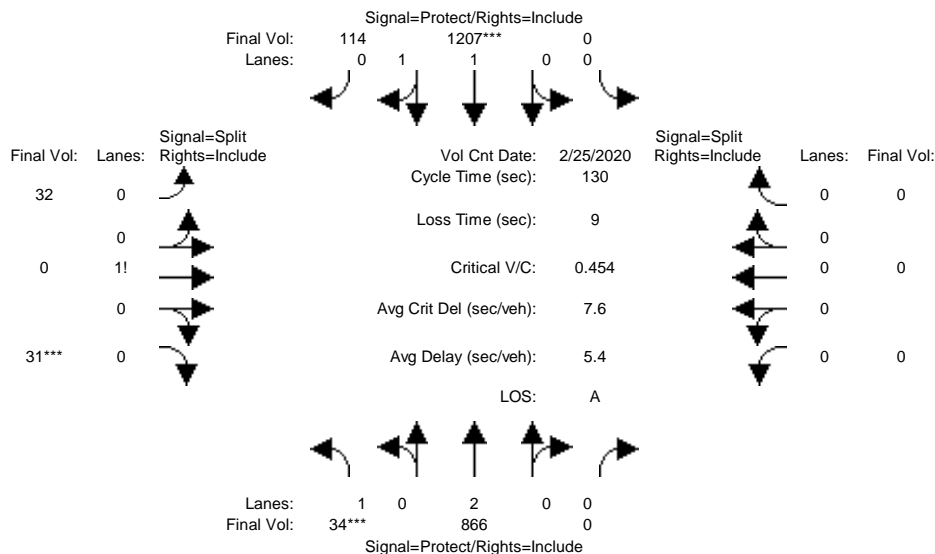 Signal=Protect/Rights=Include
Final Vol: 114 1207*** 0
Lanes: 0 1 1 0 0
Signal=Split Signal=Split
Final Vol: Lanes: Rights=Include Vol Cnt Date: 2/25/2020 Rights=Include Lanes: Final Vol:
Cycle Time (sec): 130
32 0 0 0
Loss Time (sec): 9
0 0
0 1! Critical V/C: 0.454 0 0
0 Avg Crit Del (sec/veh): 7.6 0
31*** 0 Avg Delay (sec/veh): 5.4 0 0
LOS: A
Lanes: 1 0 2 0 0
Final Vol: 34*** 866 0
Signal=Protect/Rights=Include